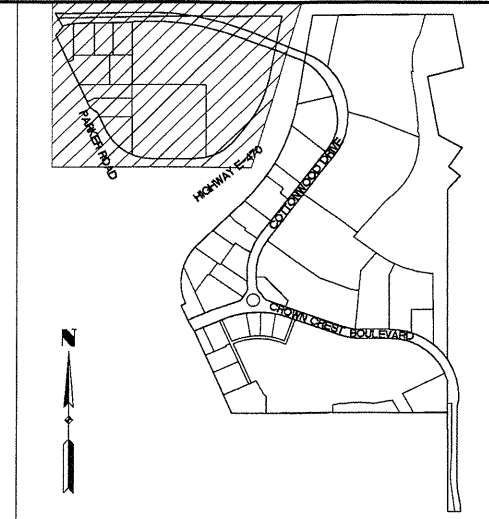 PARKER ROAD
HIGHWAY E-470
COTTONWOOD DRIVE
CROWN CREST BOULEVARD
N